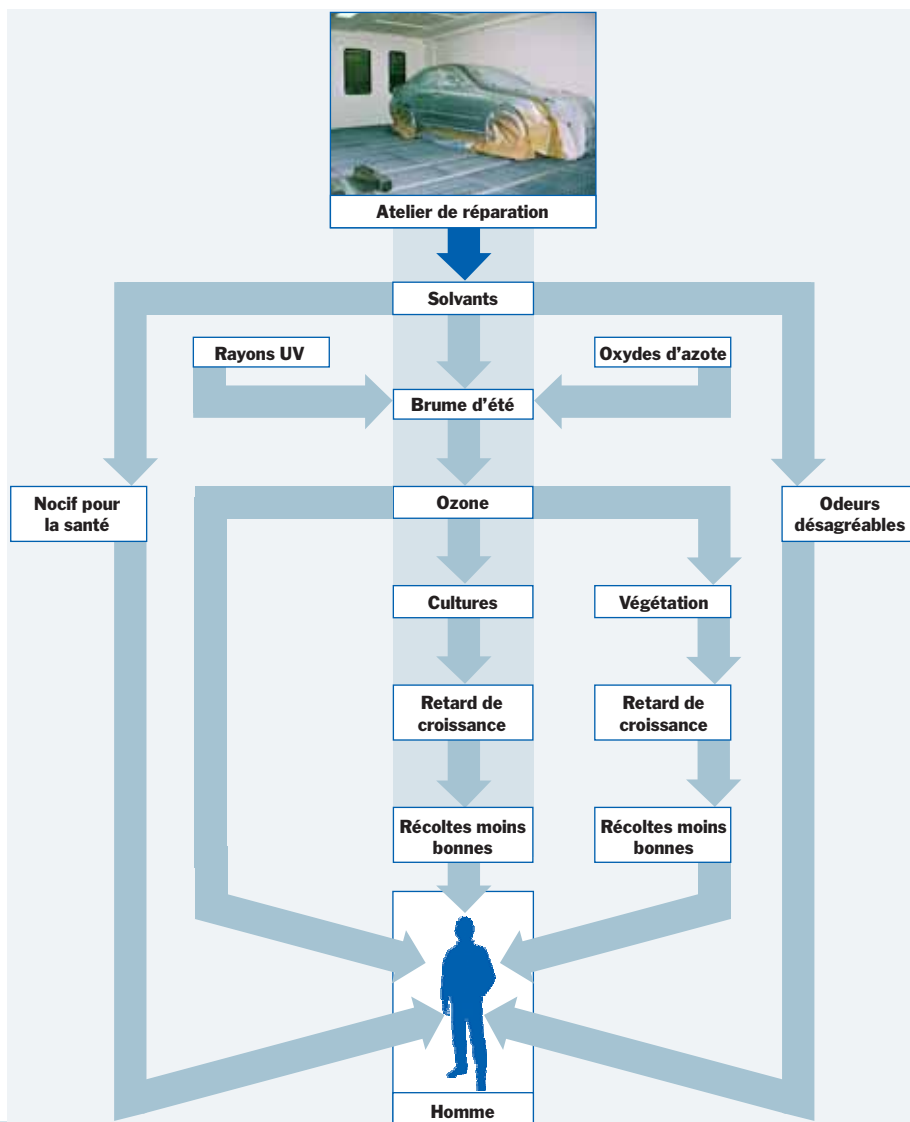 Atelier de réparation
Solvants
Rayons UV
Oxydes d'azote
Brume d'été
Nocif pour
la santé
Ozone
Odeurs
désagréables
Cultures
Végétation
Retard de
croissance
Retard de
croissance
Récoltes moins
bonnes
Récoltes moins
bonnes
Homme